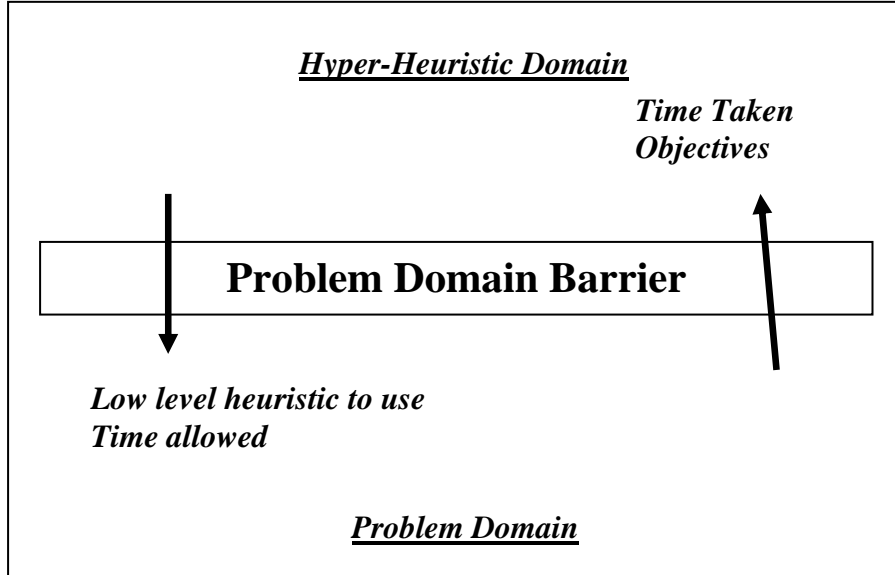 Hyper-Heuristic Domain
Time Taken
Objectives
Problem Domain Barrier
Low level heuristic to use
Time allowed
Problem Domain